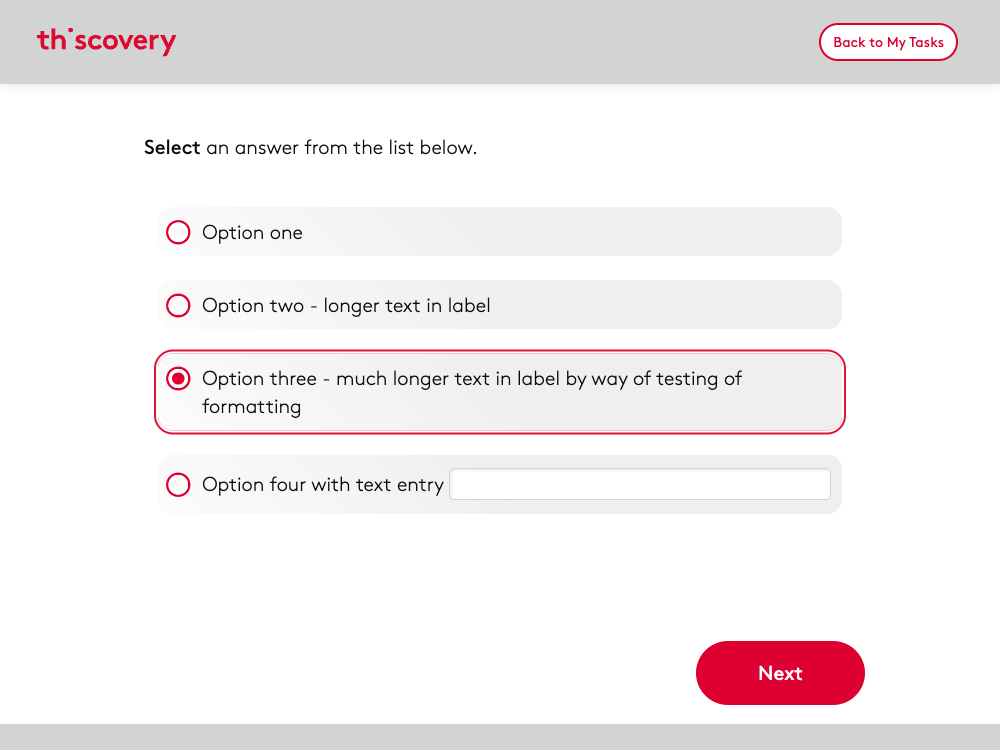 thiscovery
Back to My Tasks
Select an answer from the list below.
Option one
Option two - longer text in label
Option three - much longer text in label by way of testing of
formatting
Option four with text entry
Next